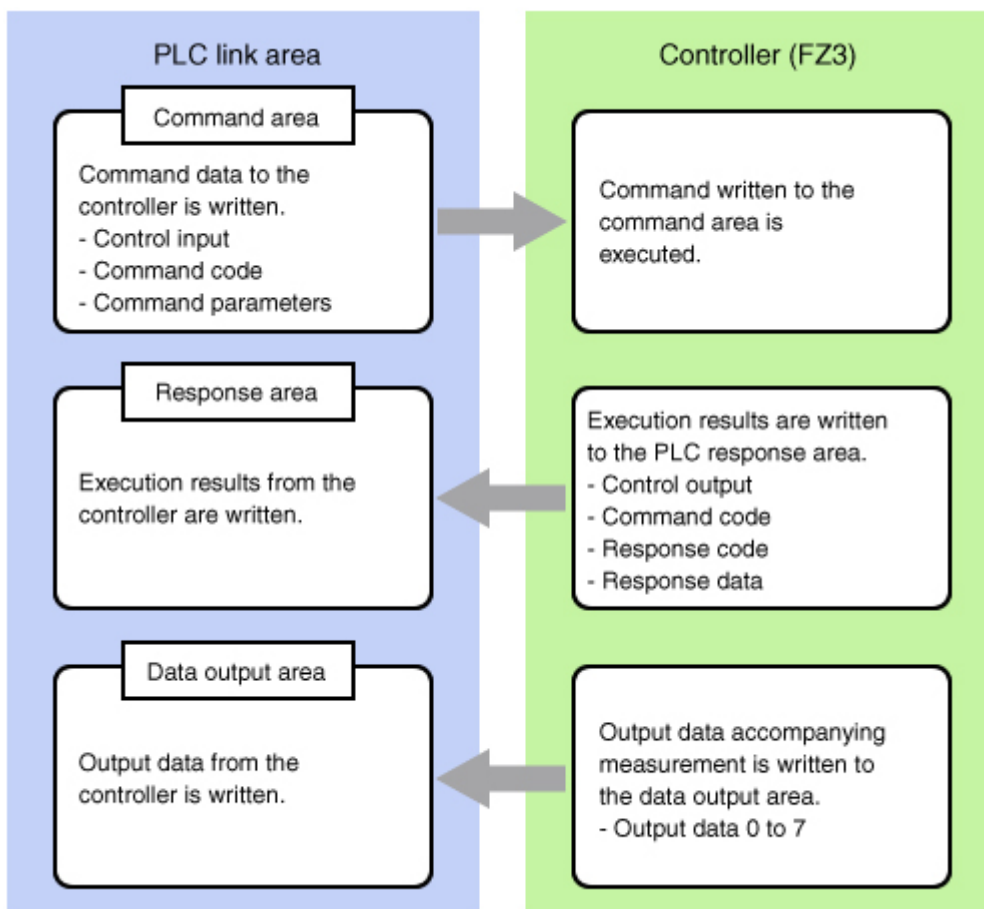 PLC link area
Controller (FZ3)
Command area
Command data to the
controller is written.
- Control input
- Command code
- Command parameters
Command written to the
command area is
executed.
Response area
Execution results from the
controller are written.
Execution results are written
to the PLC response area.
- Control output
- Command code
- Response code
- Response data
Data output area
Output data from the
controller is written.
Output data accompanying
measurement is written to
the data output area.
- Output data 0 to 7